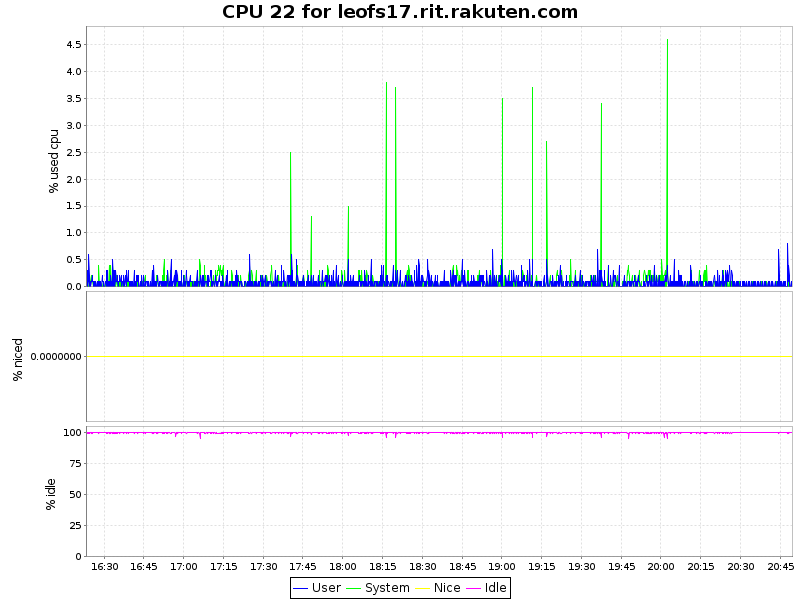 CPU 22 for leofs17.rit.rakuten.com
% used cpu
4.5
4.0
3.5
3.0
2.5
2.0
1.5
1.0
0.5
0.0
% niced
0.0000000
% idle
100
75
50
25
0
16:30 16:45 17:00 17:15 17:30 17:45 18:00 18:15 18:30 18:45 19:00 19:15 19:30 19:45 20:00 20:15 20:30 20:45
User System Nice Idle